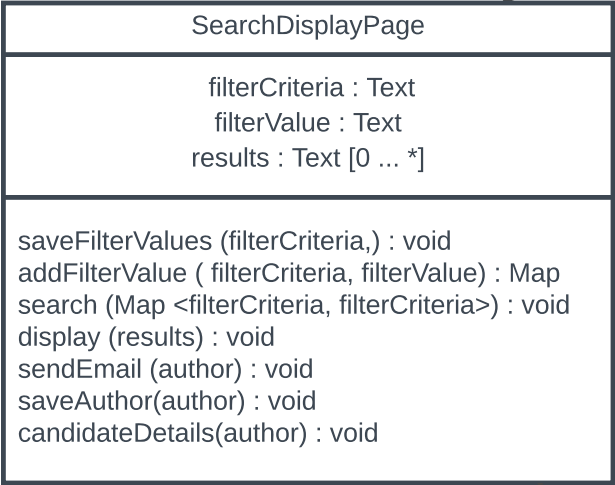 SearchDisplayPage
filterCriteria : Text
filterValue : Text
results : Text [0 ... *]
saveFilterValues (filterCriteria,) : void
addFilterValue ( filterCriteria, filterValue) : Map
search (Map <filterCriteria, filterCriteria>) : void
display (results) : void
sendEmail (author) : void
saveAuthor(author) : void
candidateDetails(author) : void